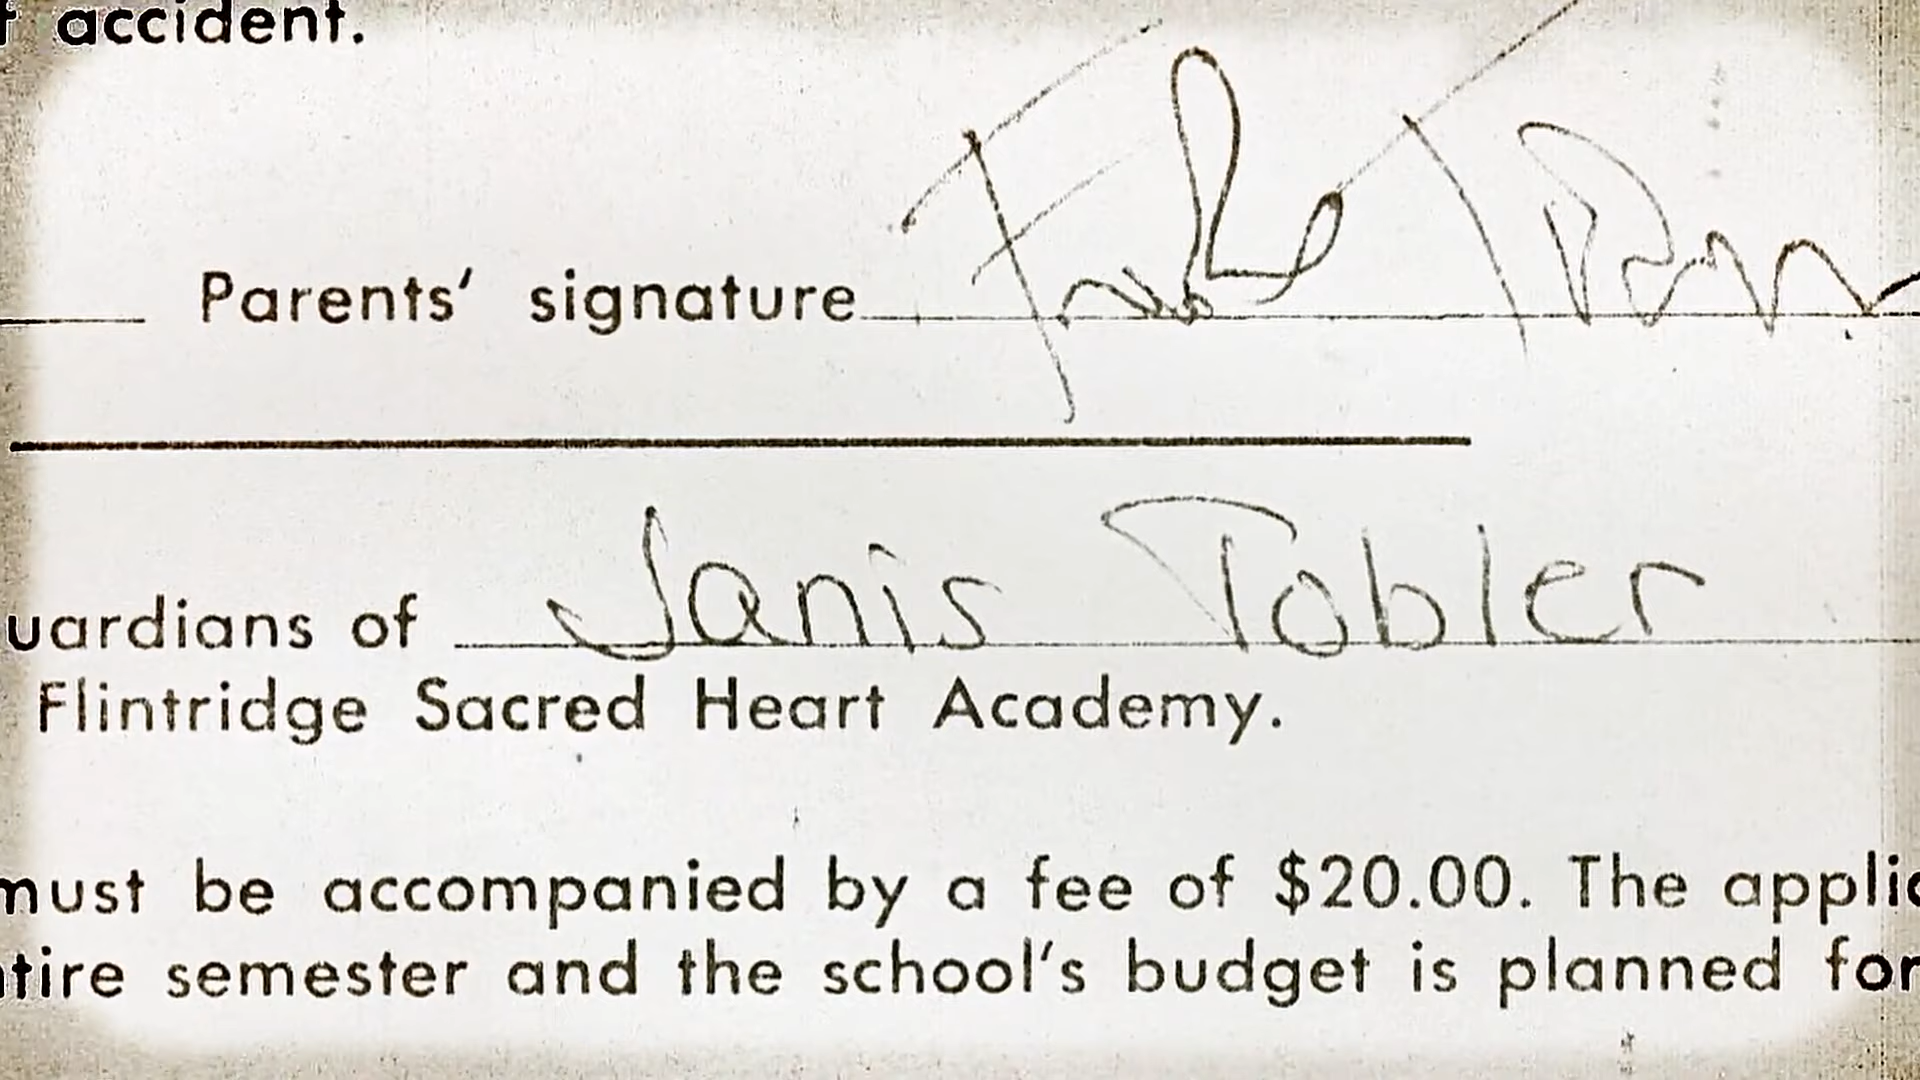 accident.
Parents' signature
uardians of Janis Tobler
Flintridge Sacred Heart Academy.
must be accompanied by a fee of $20.00. The applic
tire semester and the school's budget is planned for